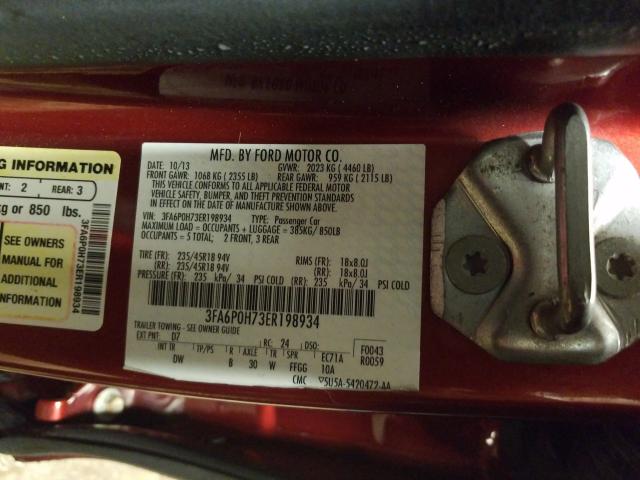 G INFORMATION
NT: 2 REAR: 3
kg or 850 lbs.
SEE OWNERS
MANUAL FOR
ADDITIONAL
INFORMATION
3FA6P0H73ER198934
MFD. BY FORD MOTOR CO.
DATE: 10/13 GVWR: 2023 KG ( 4460 LB)
FRONT GAWR: 1068 KG ( 2355 LB) REAR GAWR: 959 KG ( 2115 LB)
THIS VEHICLE CONFORMS TO ALL APPLICABLE FEDERAL MOTOR
VEHICLE SAFETY, BUMPER, AND THEFT PREVENTION STANDARDS
IN EFFECT ON THE DATE OF MANUFACTURE SHOWN ABOVE.
VIN: 3FA6P0H73ER198934 TYPE: Passenger Car
MAXIMUM LOAD = OCCUPANTS + LUGGAGE = 385KG/ 850LB
OCCUPANTS = 5 TOTAL; 2 FRONT, 3 REAR
TIRE (FR): 235/45R18 94V RIMS (FR): 18x8.0J
(RR): 235/45R18 94V (RR): 18x8.0J
PRESSURE (FR): 235 kPa/ 34 PSI COLD (RR): 235 kPa/ 34 PSI COLD
3FA6P0H73ER198934
TRAILER TOWING - SEE OWNER GUIDE
EXT PNT: D7 RC: 24 DSO: F0043
INT TR TP/PS R AXLE TR SPR EC71A R0059
DW B 30 W FFGG 10A
CMC 5U5A-5420472-AA